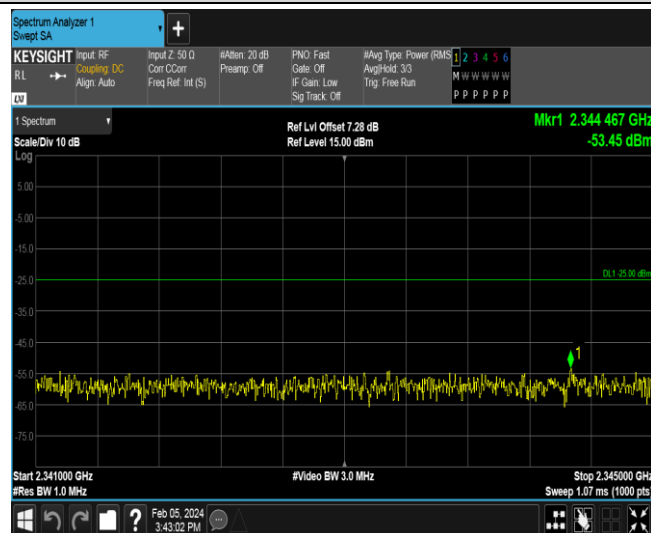 Spectrum Analyzer 1
Swept SA
+
KEYSIGHT
RL
LXI
Input: RF
Coupling: DC
Align: Auto
Input Z: 50 Ω
Corr CCorr
Freq Ref: Int (S)
#Atten: 20 dB
Preamp: Off
PNO: Fast
Gate: Off
IF Gain: Low
Sig Track: Off
#Avg Type: Power (RMS
Avg|Hold: 3/3
Trig: Free Run
1 2 3 4 5 6
M W W W W W
P P P P P P
1 Spectrum
Scale/Div 10 dB
Log
Ref Lvl Offset 7.28 dB
Ref Level 15.00 dBm
Mkr1 2.344 467 GHz
-53.45 dBm
5.00
-5.00
-15.0
-25.0
DL1 -25.00 dBm
-35.0
-45.0
1
-55.0
-65.0
-75.0
Start 2.341000 GHz
#Res BW 1.0 MHz
#Video BW 3.0 MHz
Stop 2.345000 GHz
Sweep 1.07 ms (1000 pts)
?
Feb 05, 2024
3:43:02 PM